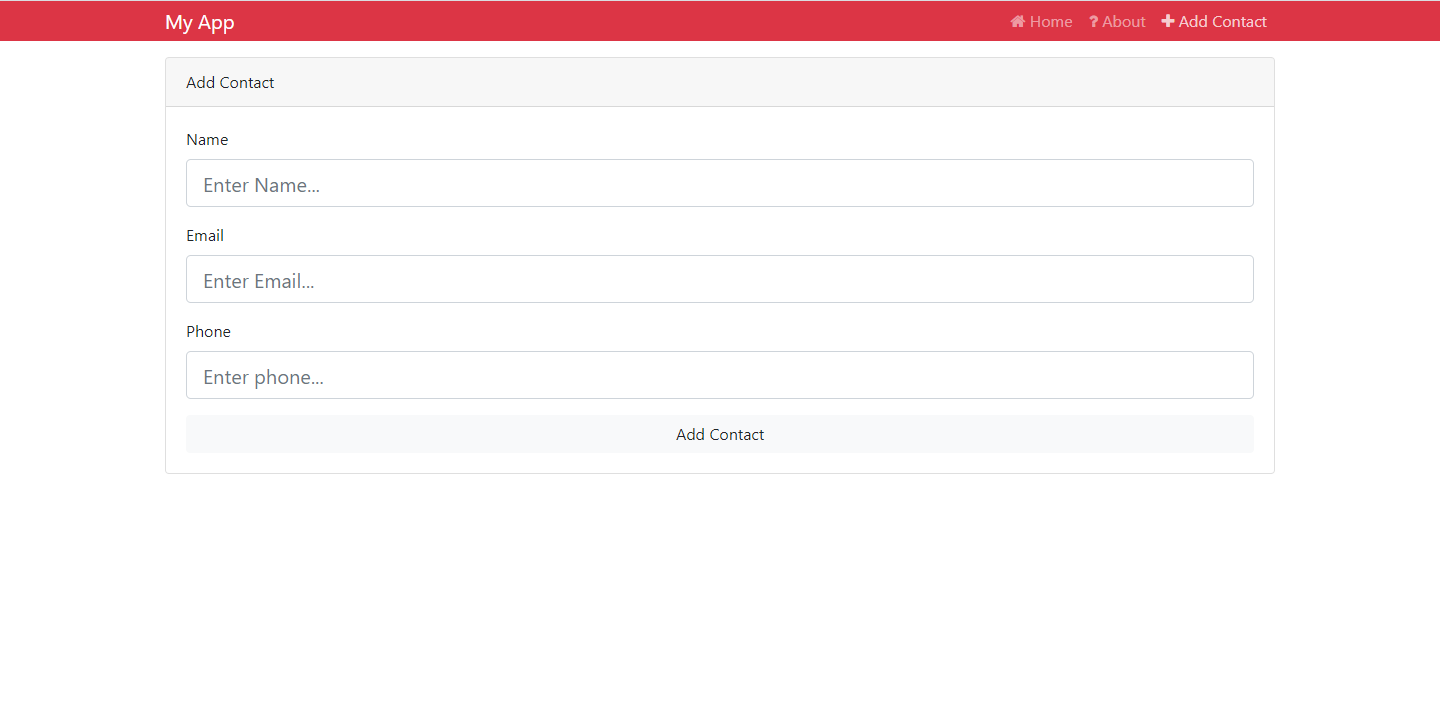 My App Home ? About Add Contact
Add Contact
Name
Enter Name...
Email
Enter Email...
Phone
Enter phone...
Add Contact